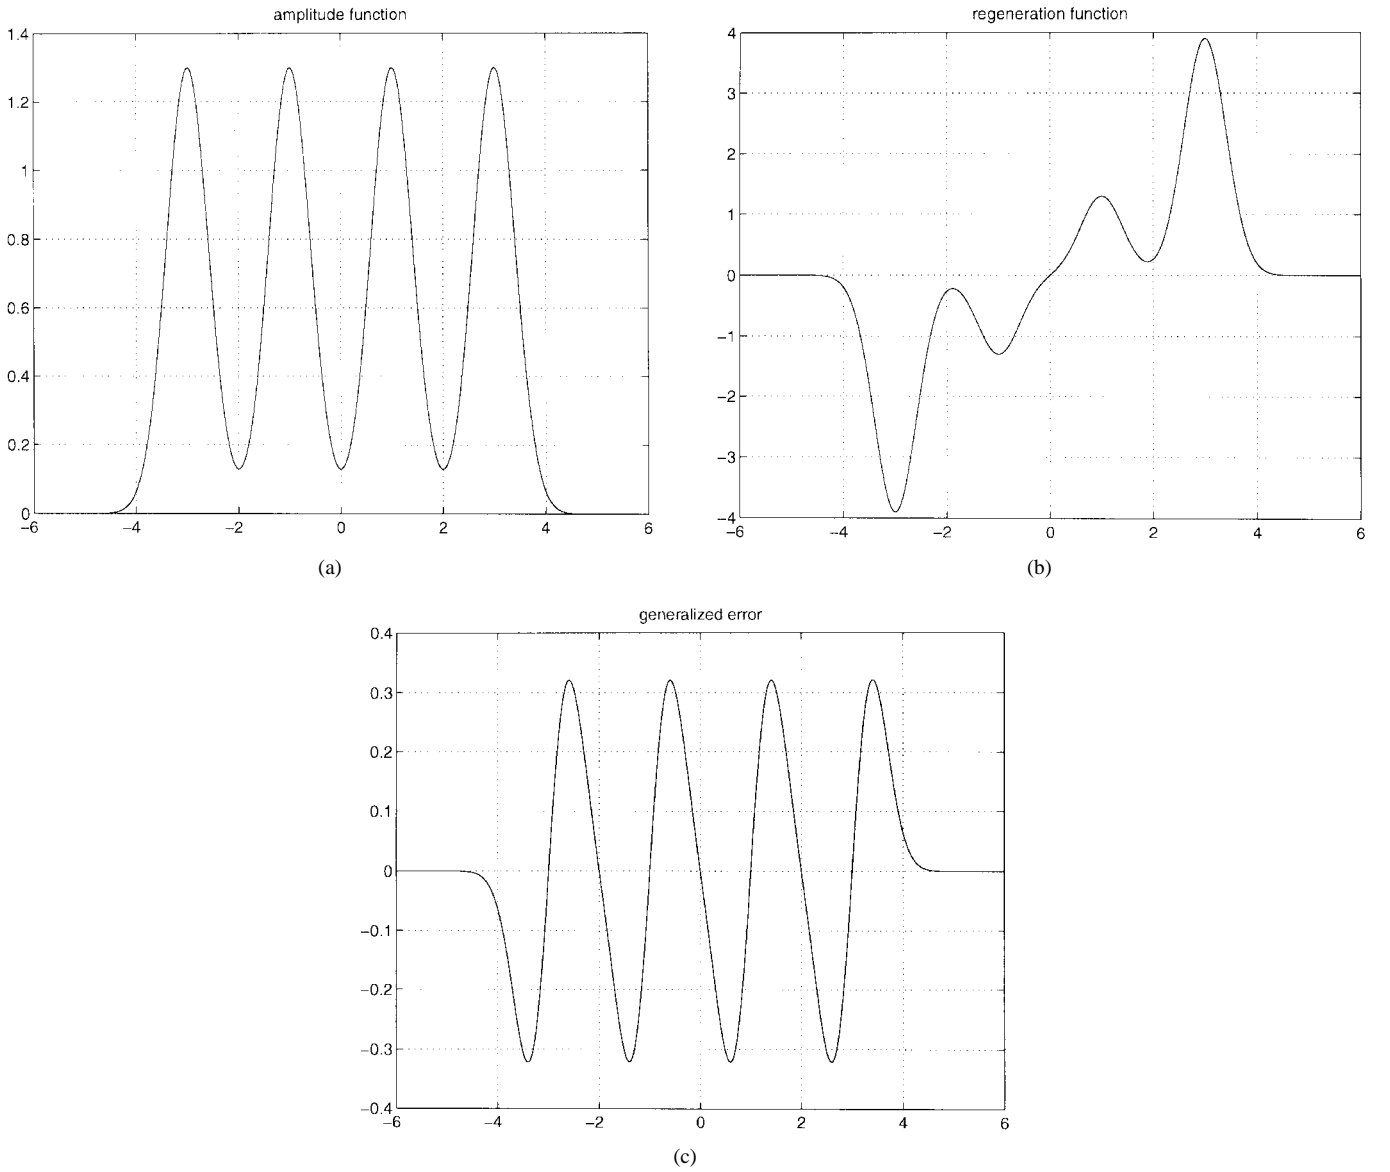 amplitude function
1.4
1.2
1
0.8
0.6
0.4
0.2
0
−6 −4 −2 0 2 4 6
(a)
regeneration function
4
3
2
1
0
−1
−2
−3
−4
−6 −4 −2 0 2 4 6
(b)
generalized error
0.4
0.3
0.2
0.1
0
−0.1
−0.2
−0.3
−0.4
−6 −4 −2 0 2 4 6
(c)